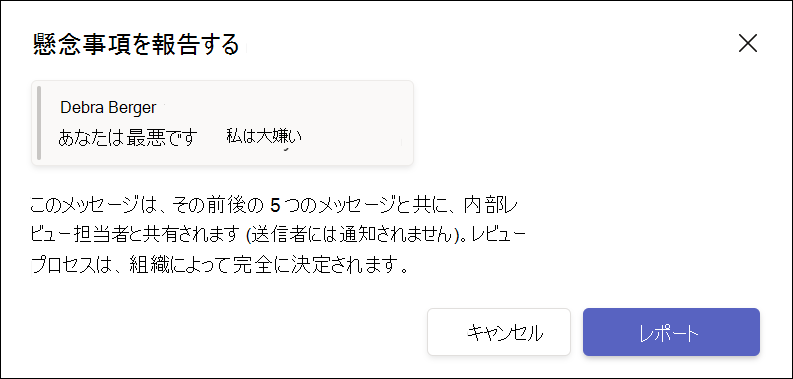 懸念事項を報告する
Debra Berger
あなたは最悪です 私は大嫌い
このメッセージは、その前後の 5 つのメッセージと共に、内部レ
ビュー担当者と共有されます (送信者には通知されません)。レビュー
プロセスは、組織によって完全に決定されます。
キャンセル レポート